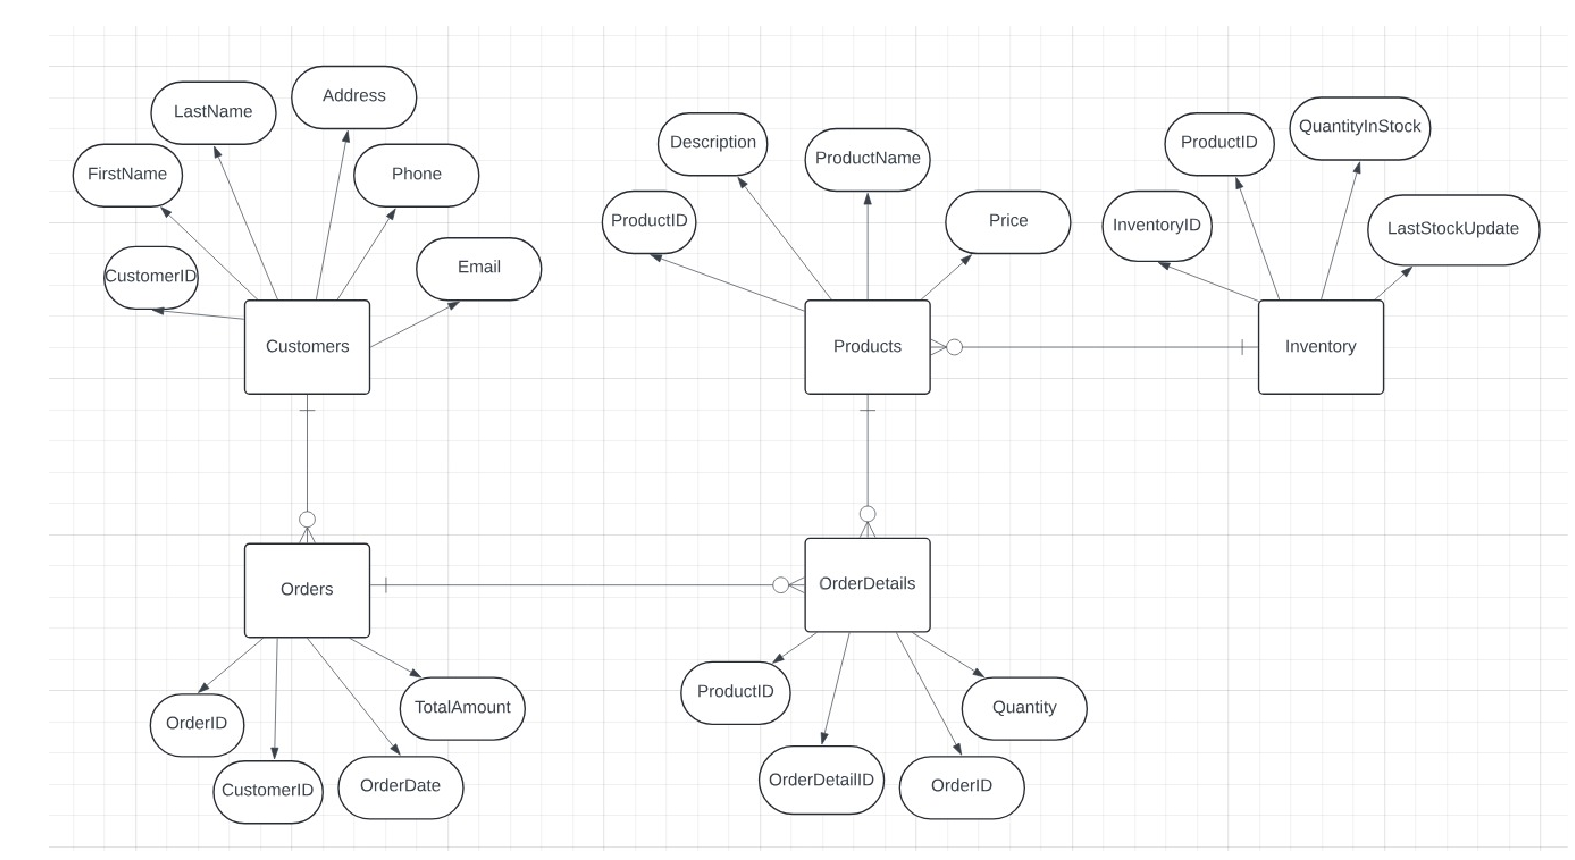 Address
LastName
FirstName
Phone
CustomerID
Email
Customers
Description
ProductName
ProductID
Price
Products
ProductID
QuantityInStock
InventoryID
LastStockUpdate
Inventory
Orders
OrderID
CustomerID
OrderDate
TotalAmount
OrderDetails
ProductID
OrderDetailID
OrderID
Quantity